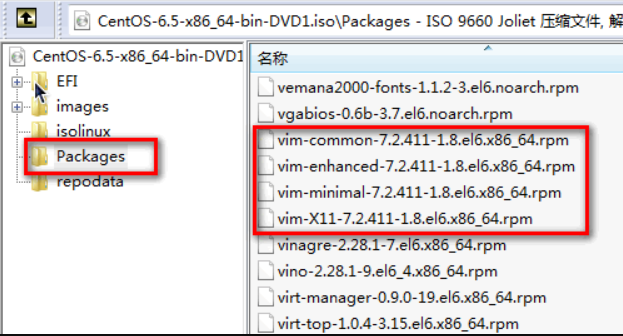 CentOS-6.5-x86_64-bin-DVD1.iso\Packages - ISO 9660 Joliet 压缩文件, 解
CentOS-6.5-x86_64-bin-DVD1
EFI
images
isolinux
Packages
repodata
名称
vemana2000-fonts-1.1.2-3.el6.noarch.rpm
vgabios-0.6b-3.7.el6.noarch.rpm
vim-common-7.2.411-1.8.el6.x86_64.rpm
vim-enhanced-7.2.411-1.8.el6.x86_64.rpm
vim-minimal-7.2.411-1.8.el6.x86_64.rpm
vim-X11-7.2.411-1.8.el6.x86_64.rpm
vinagre-2.28.1-7.el6.x86_64.rpm
vino-2.28.1-9.el6_4.x86_64.rpm
virt-manager-0.9.0-19.el6.x86_64.rpm
virt-top-1.0.4-3.15.el6.x86_64.rpm